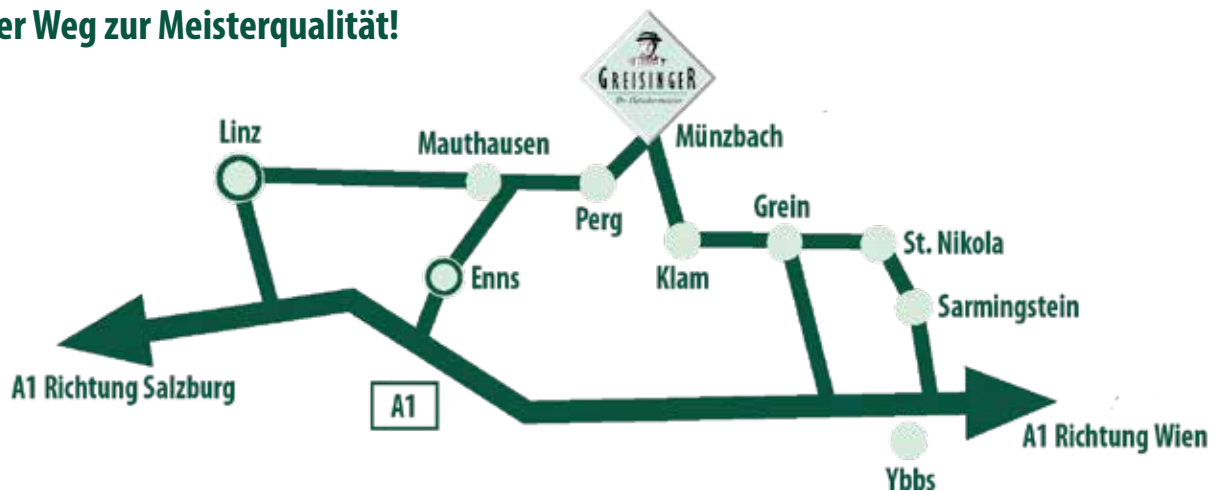 er Weg zur Meisterqualität!
GREISINGER
Linz
Mauthausen
Münzbach
Perg
Grein
Klam
St. Nikola
Enns
Sarmingstein
A1 Richtung Salzburg
A1
A1 Richtung Wien
Ybbs